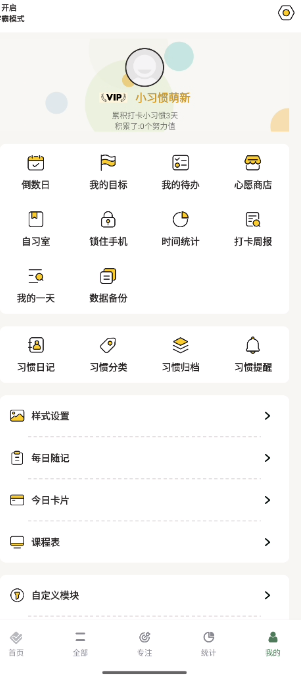 开启
霸模式
VIP 小习惯萌新
累积打卡小习惯3天
积累了:0个努力值
倒数日 我的目标 我的待办 心愿商店
自习室 锁住手机 时间统计 打卡周报
我的一天 数据备份
习惯日记 习惯分类 习惯归档 习惯提醒
样式设置
每日随记
今日卡片
课程表
自定义模块
首页 全部 专注 统计 我的